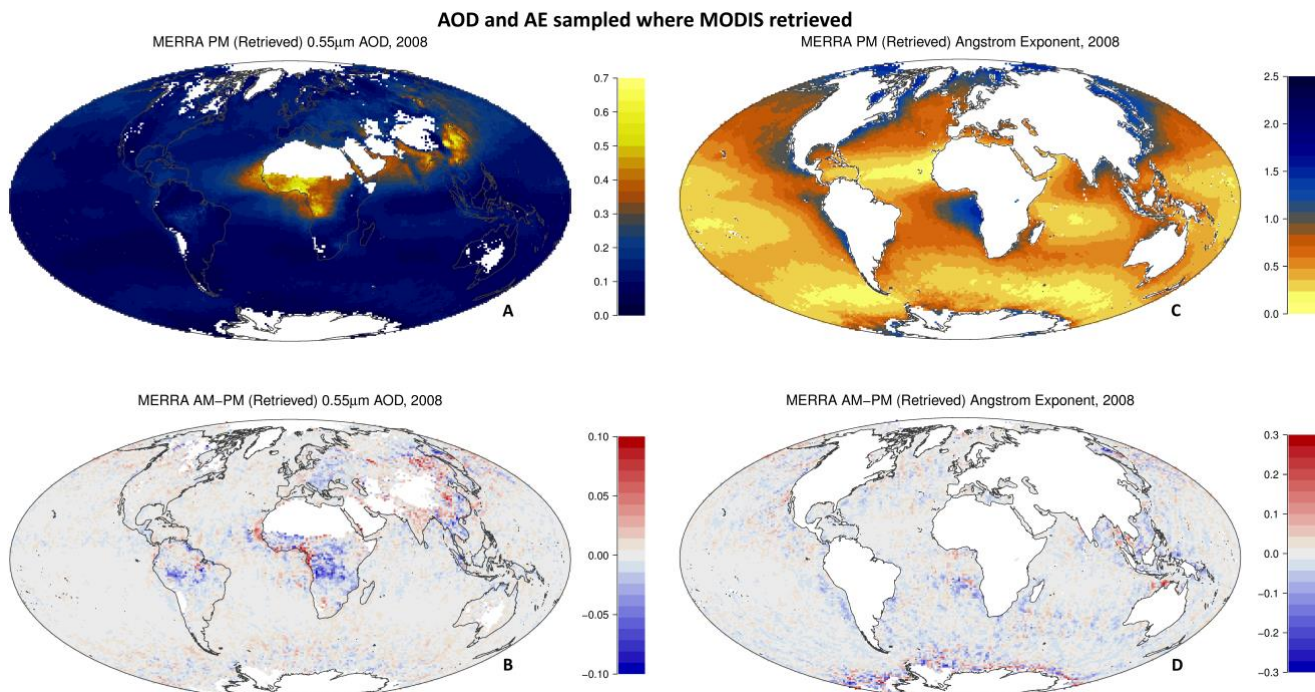 AOD and AE sampled where MODIS retrieved
MERRA PM (Retrieved) 0.55μm AOD, 2008
0.7
0.6
0.5
0.4
0.3
0.2
0.1
0.0
A
MERRA PM (Retrieved) Angstrom Exponent, 2008
2.5
2.0
1.5
1.0
0.5
0.0
C
MERRA AM−PM (Retrieved) 0.55μm AOD, 2008
0.10
0.05
0.00
−0.05
−0.10
B
MERRA AM−PM (Retrieved) Angstrom Exponent, 2008
0.3
0.2
0.1
0.0
−0.1
−0.2
−0.3
D